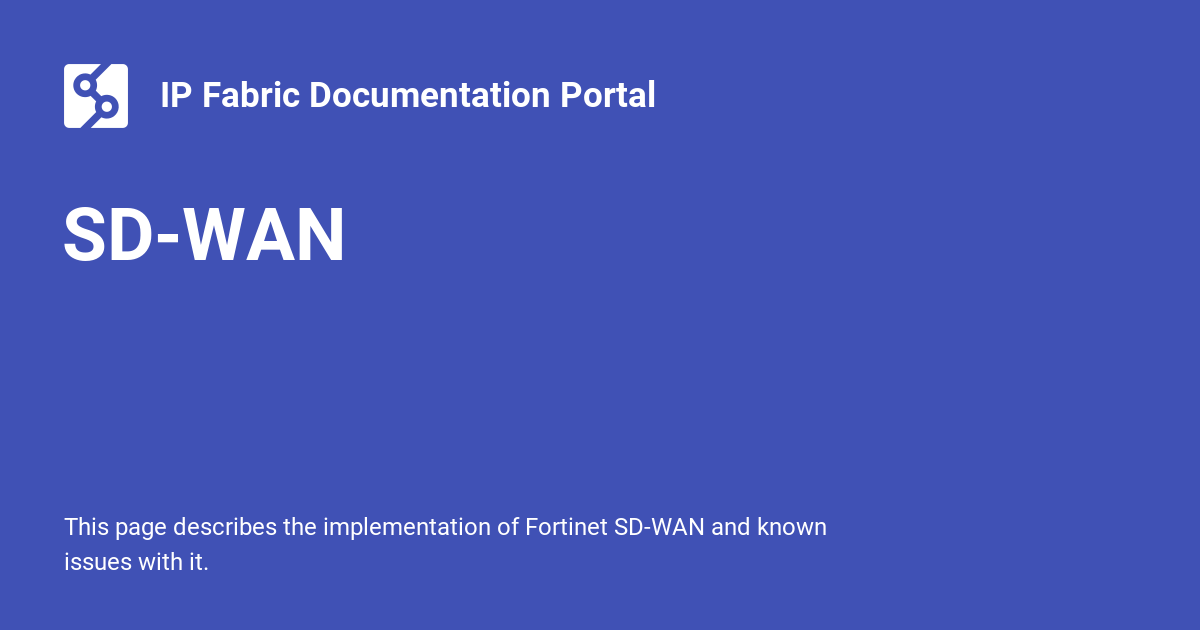 IP Fabric Documentation Portal
SD-WAN
This page describes the implementation of Fortinet SD-WAN and known
issues with it.